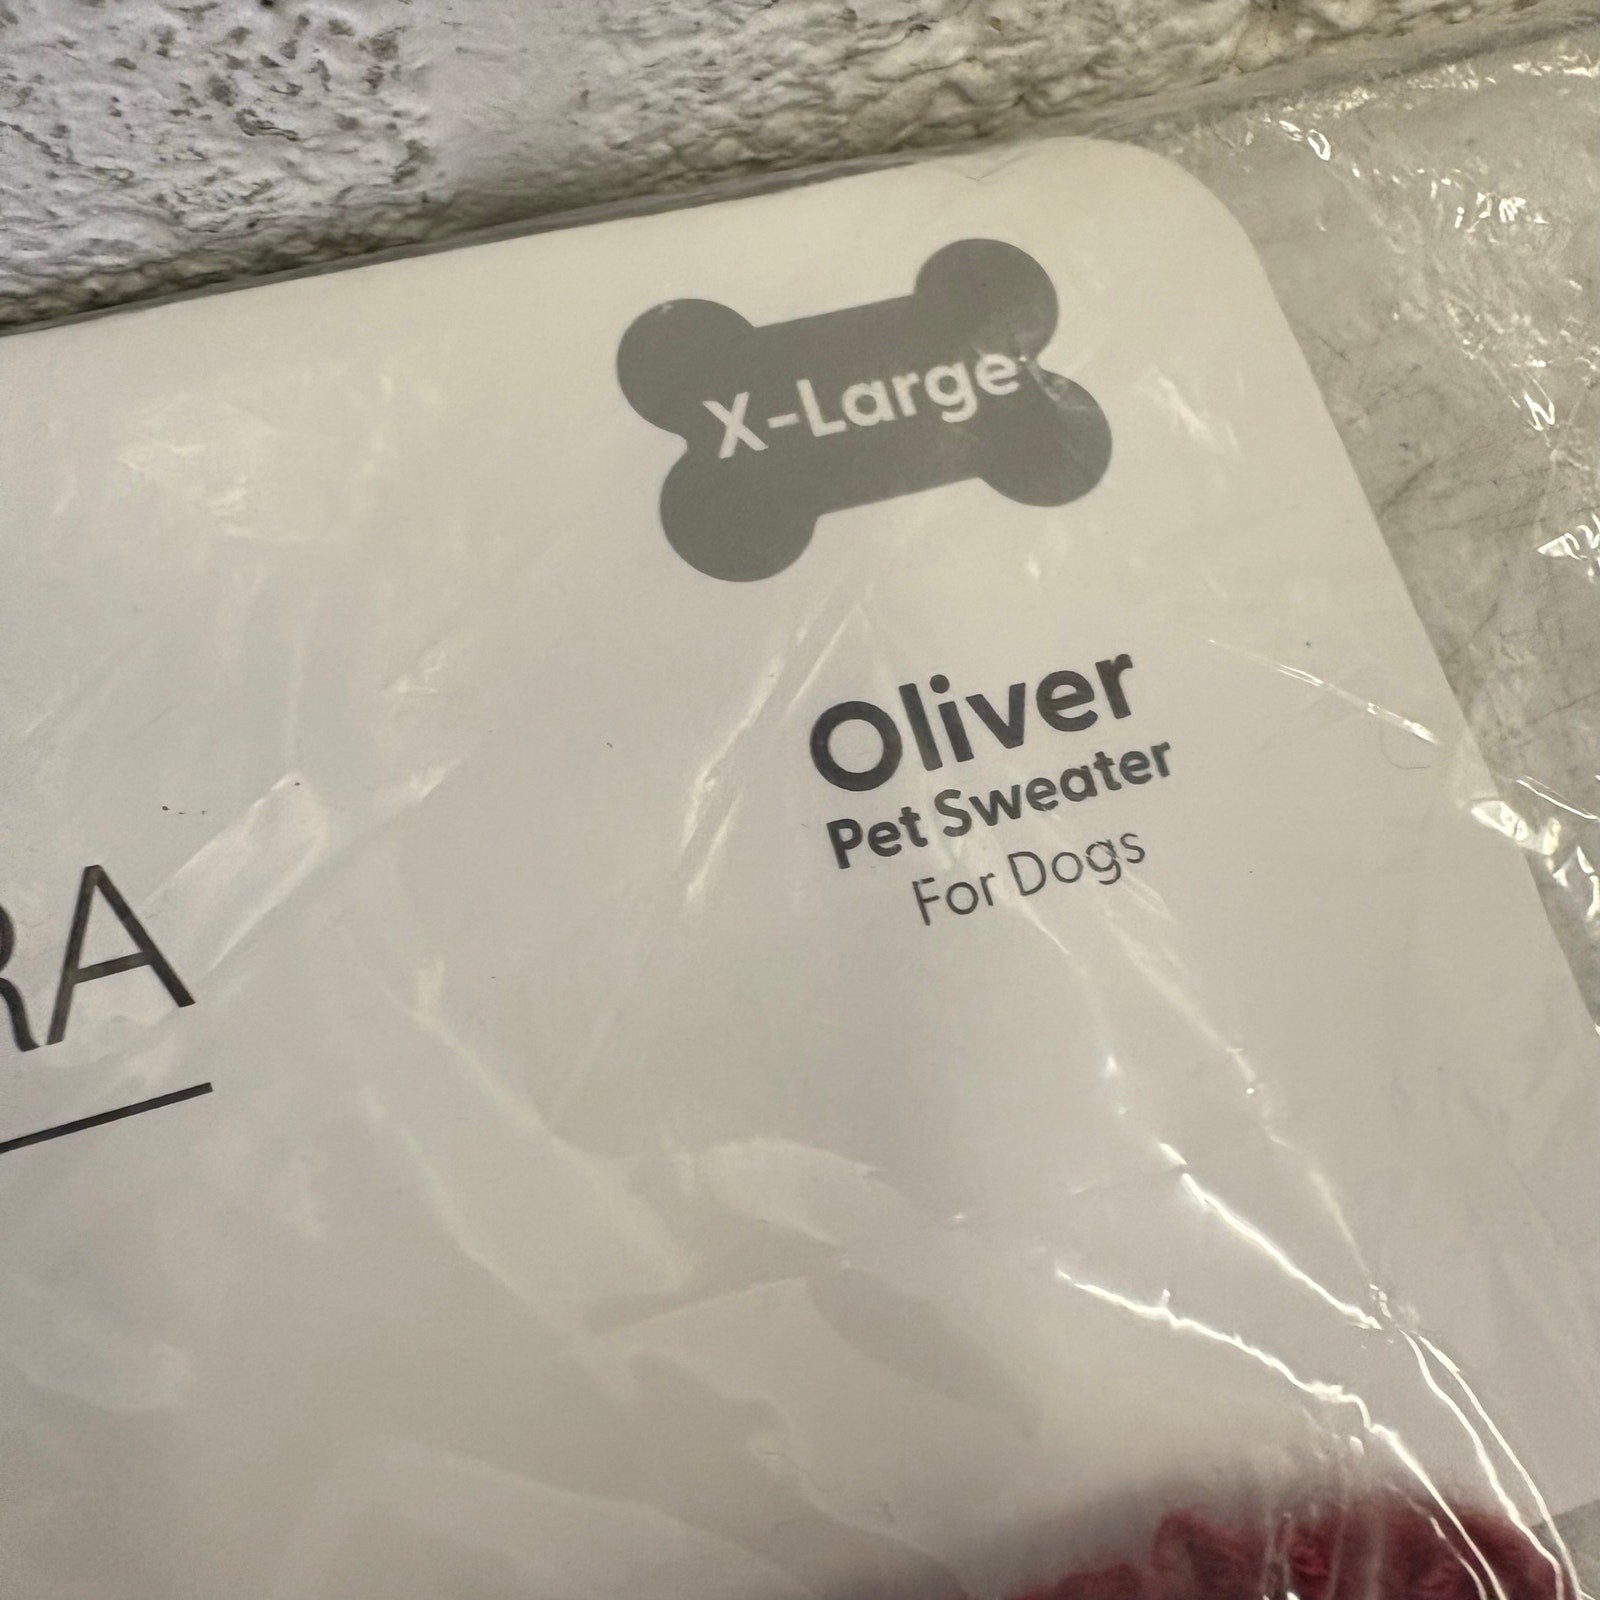 X-Large
Oliver
Pet Sweater
For Dogs
RA